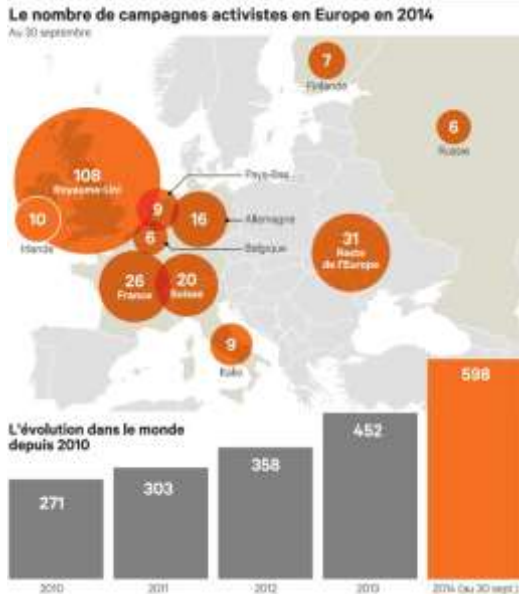 Le nombre de campagnes activistes en Europe en 2014
Au 30 septembre
7
Finlande
6
Russie
108
Royaume-Uni
Pays-Bas
9
10
16
Allemagne
Irlande
6
Belgique
31
Reste
de l'Europe
26
France
20
Suisse
9
Italie
598
L'évolution dans le monde
depuis 2010
452
358
303
271
2010
2011
2012
2013
2014 (au 30 sept.)